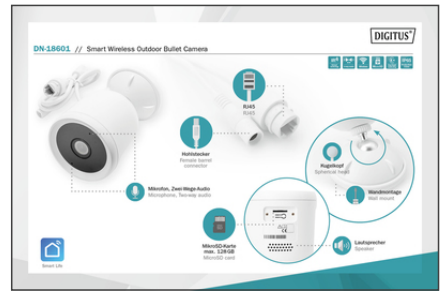 DIGITUS®
DN-18601 // Smart Wireless Outdoor Bullet Camera
RJ45
RJ45
Hohlstecker
Female barrel
connector
Kugelkopf
Spherical head
Mikrofon, Zwei-Wege-Audio
Microphone, Two-way audio
Wandmontage
Wall mount
MikroSD-Karte
max. 128 GB
MicroSD card
Lautsprecher
Speaker
Smart Life